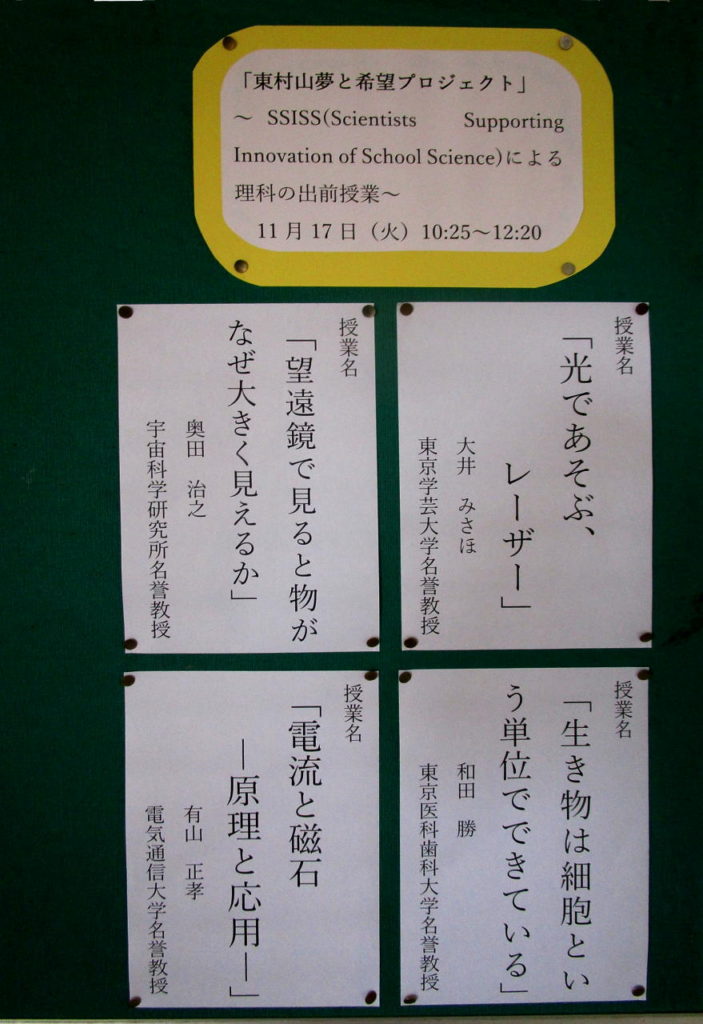 「東村山夢と希望プロジェクト」
～ SSISS(Scientists Supporting
Innovation of School Science)による
理科の出前授業～
11月17日（火）10:25～12:20
授業名
「光であそぶ、
レーザー」
大井 みさほ
東京学芸大学名誉教授
授業名
「望遠鏡で見ると物が
なぜ大きく見えるか」
奥田 治之
宇宙科学研究所名誉教授
授業名
「生き物は細胞とい
う単位でできている」
和田 勝
東京医科歯科大学名誉教授
授業名
「電流と磁石
―原理と応用―」
有山 正孝
電気通信大学名誉教授